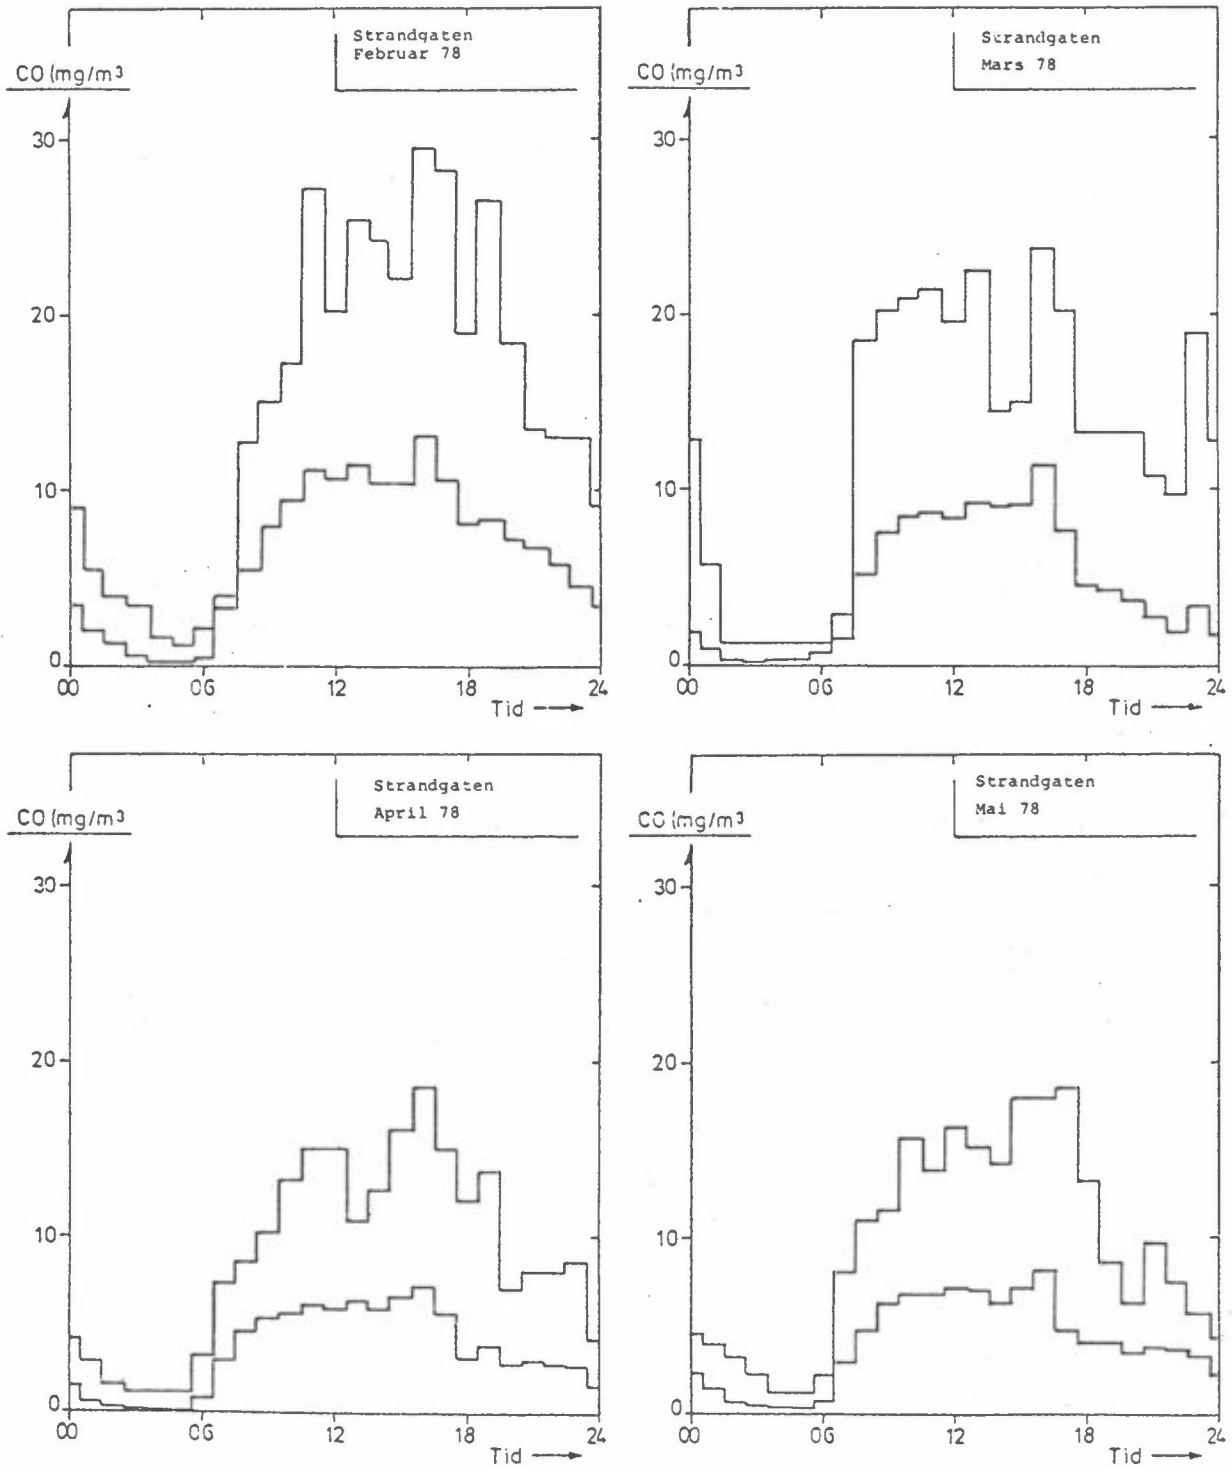 Strandgaten
Februar 78
CO (mg/m³
30
20
10
0
00 06 12 18 24
Tid
Strandgaten
Mars 78
CO (mg/m³
30
20
10
0
00 06 12 18 24
Tid
Strandgaten
April 78
CO (mg/m³
30
20
10
0
00 06 12 18 24
Tid
Strandgaten
Mai 78
CO (mg/m³
30
20
10
0
00 06 12 18 24
Tid